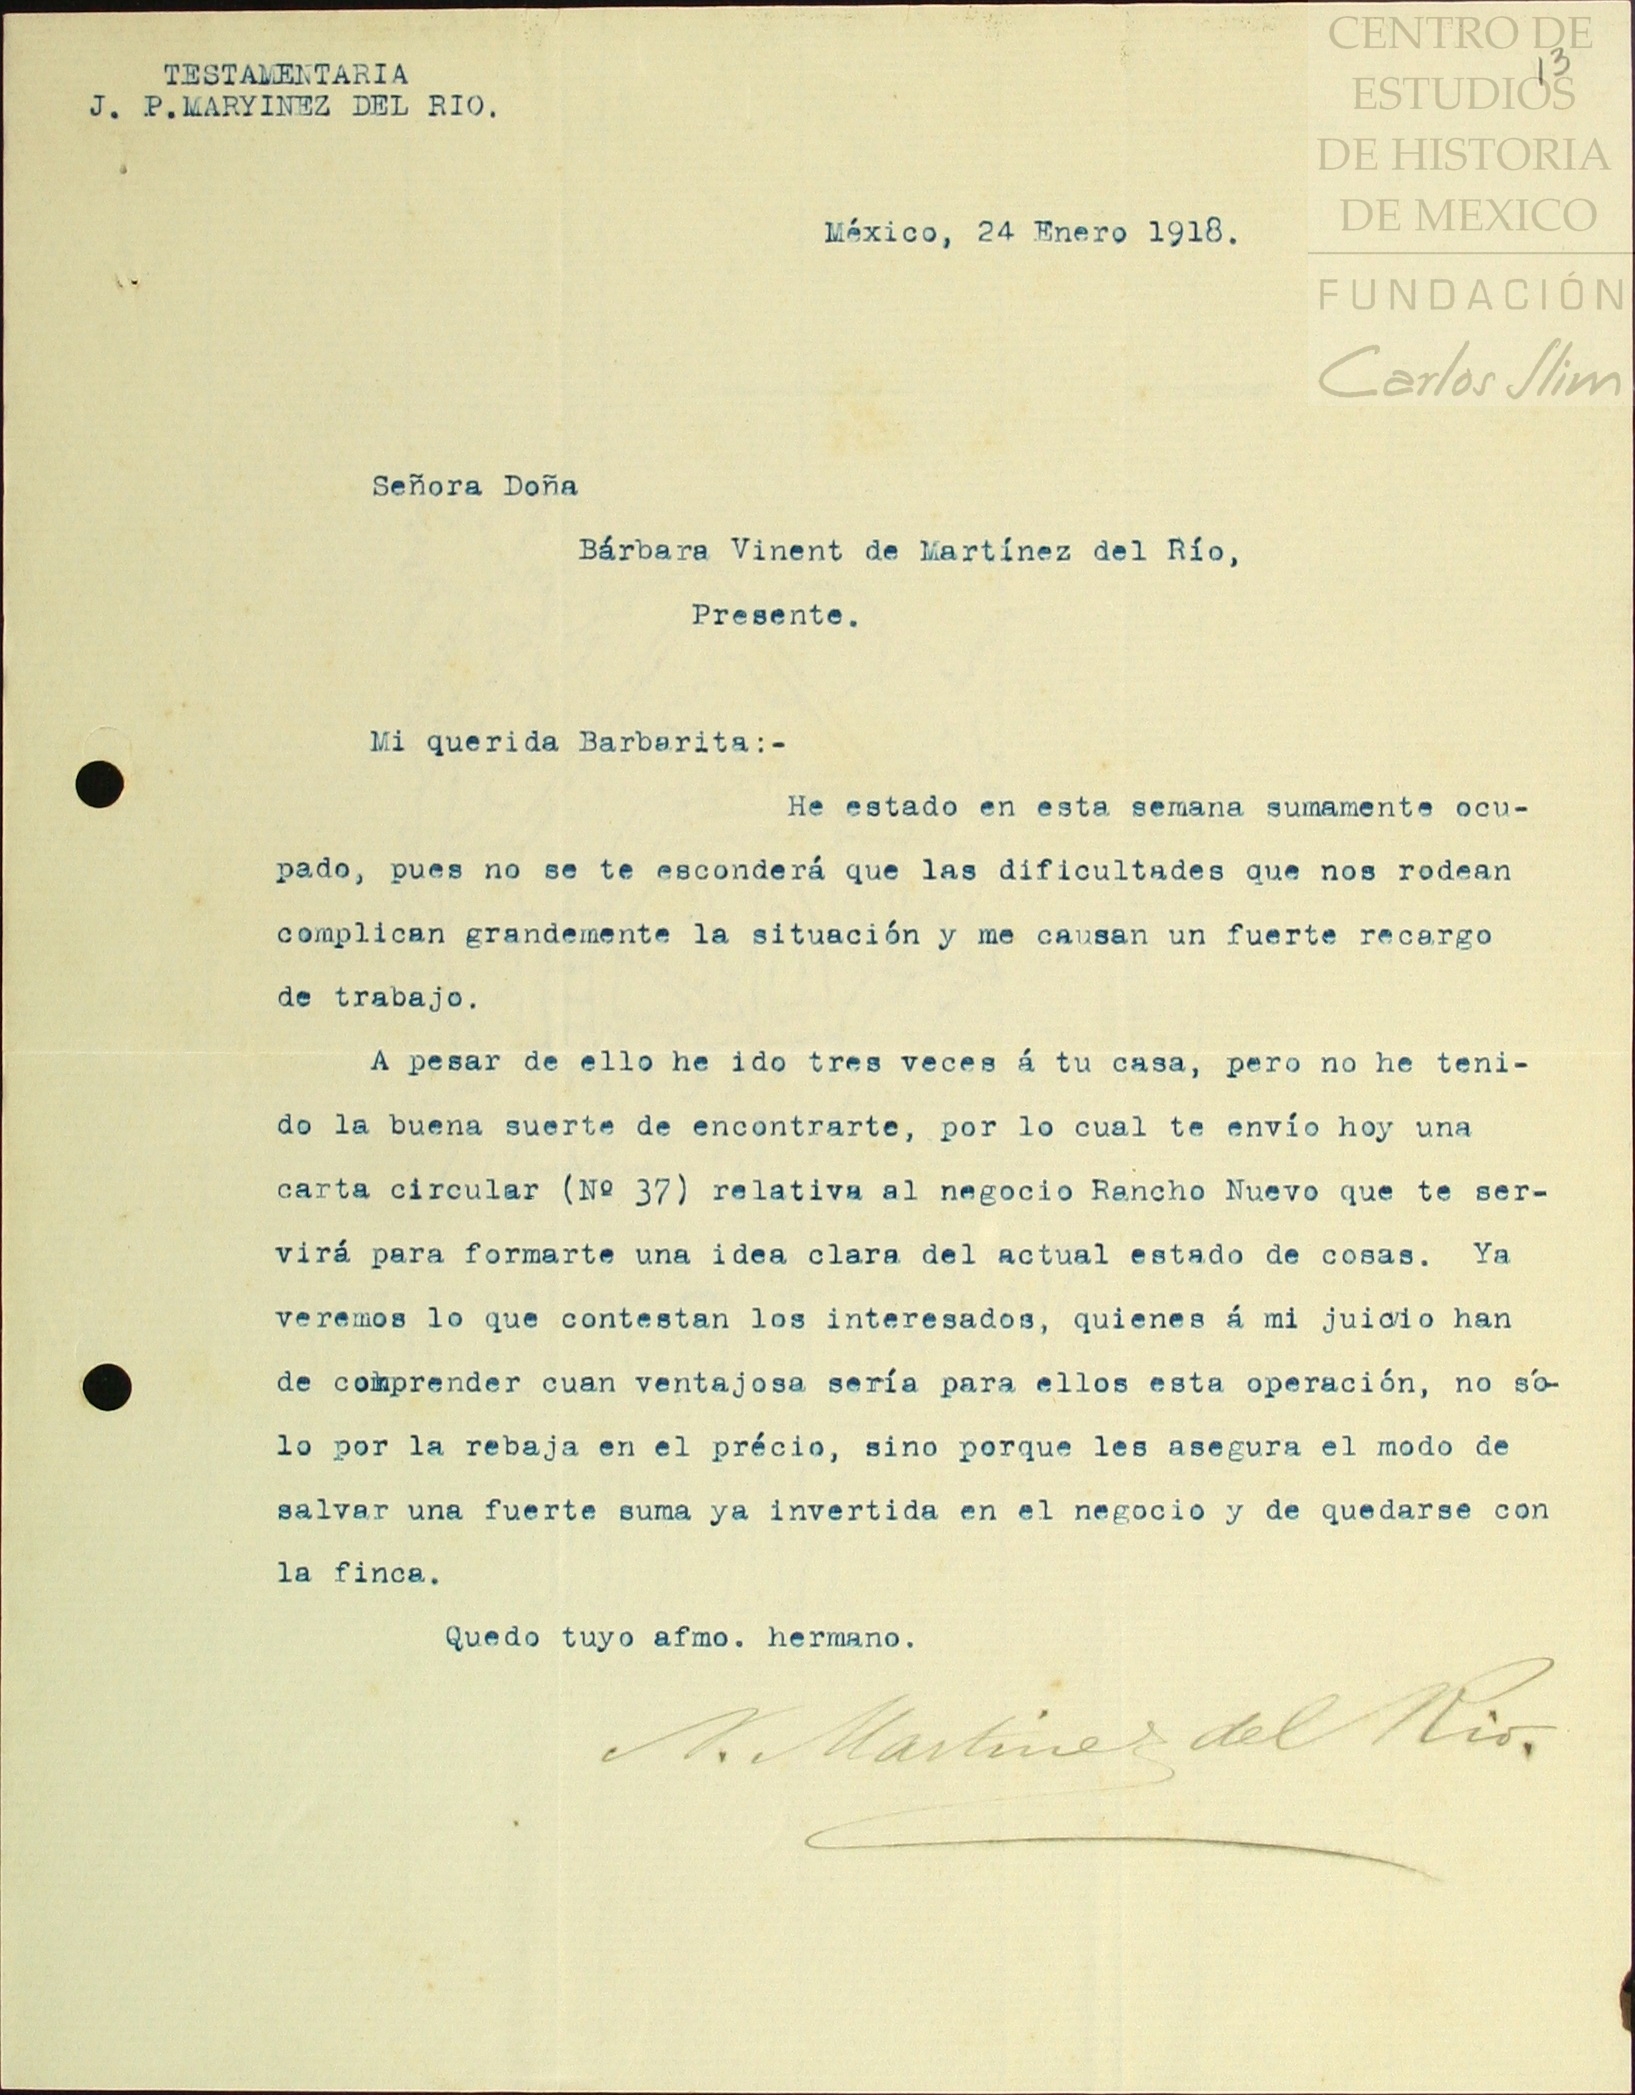 CENTRO DE
ESTUDIOS
DE HISTORIA
DE MEXICO
FUNDACIÓN
Carlos Slim
13
TESTAMENTARIA
J. P.MARYINEZ DEL RIO.
México, 24 Enero 1918.
Señora Doña
Bárbara Vinent de Martínez del Río,
Presente.
Mi querida Barbarita:-
He estado en esta semana sumamente ocu-
pado, pues no se te esconderá que las dificultades que nos rodean
complican grandemente la situación y me causan un fuerte recargo
de trabajo.
A pesar de ello he ido tres veces á tu casa, pero no he teni-
do la buena suerte de encontrarte, por lo cual te envío hoy una
carta circular (Nº 37) relativa al negocio Rancho Nuevo que te ser-
virá para formarte una idea clara del actual estado de cosas. Ya
veremos lo que contestan los interesados, quienes á mi juicio han
de comprender cuan ventajosa sería para ellos esta operación, no só-
lo por la rebaja en el précio, sino porque les asegura el modo de
salvar una fuerte suma ya invertida en el negocio y de quedarse con
la finca.
Quedo tuyo afmo. hermano.
N. Martinez del Rio.